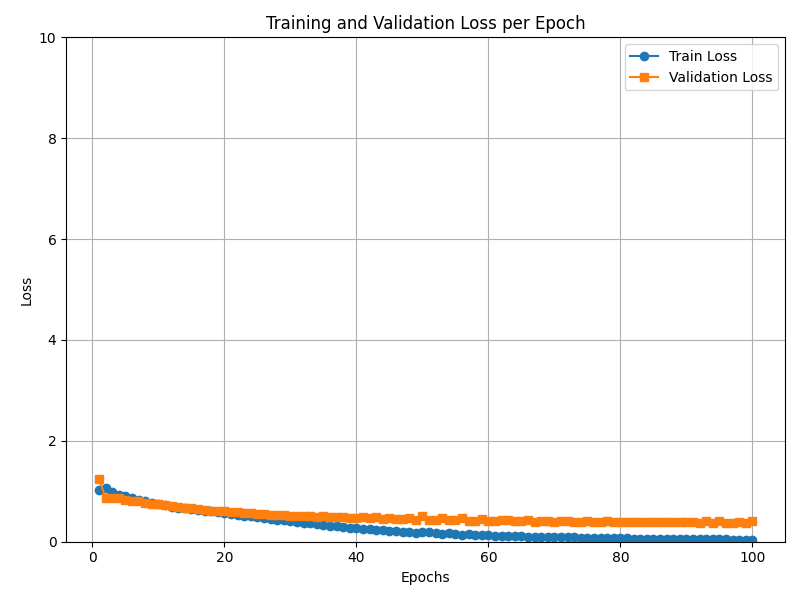 Training and Validation Loss per Epoch
10
8
6
4
2
0
Loss
Train Loss
Validation Loss
0 20 40 60 80 100
Epochs